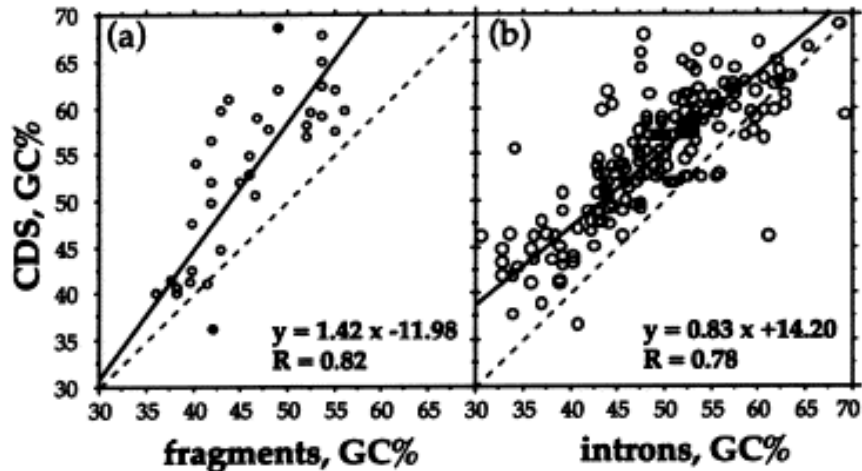 70
65
60
55
50
45
40
35
30
CDS, GC%
(a)
y = 1.42 x -11.98
R = 0.82
30 35 40 45 50 55 60 65
fragments, GC%
(b)
y = 0.83 x +14.20
R = 0.78
30 35 40 45 50 55 60 65 70
introns, GC%